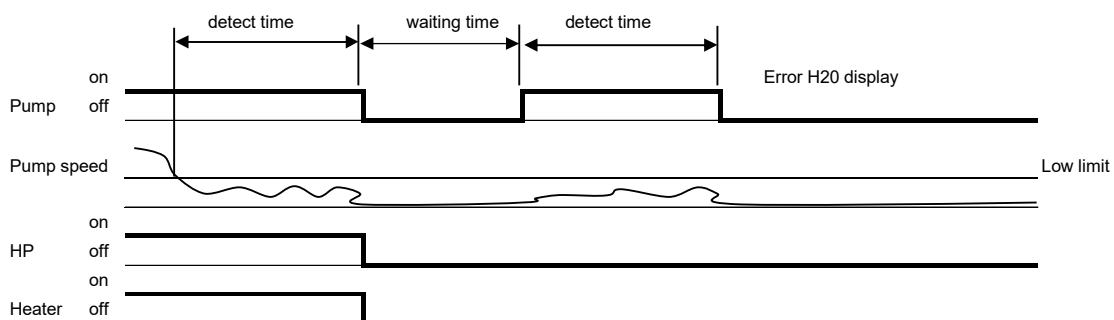 detect time waiting time detect time
on Error H20 display
Pump off
Pump speed Low limit
on
HP off
on
Heater off